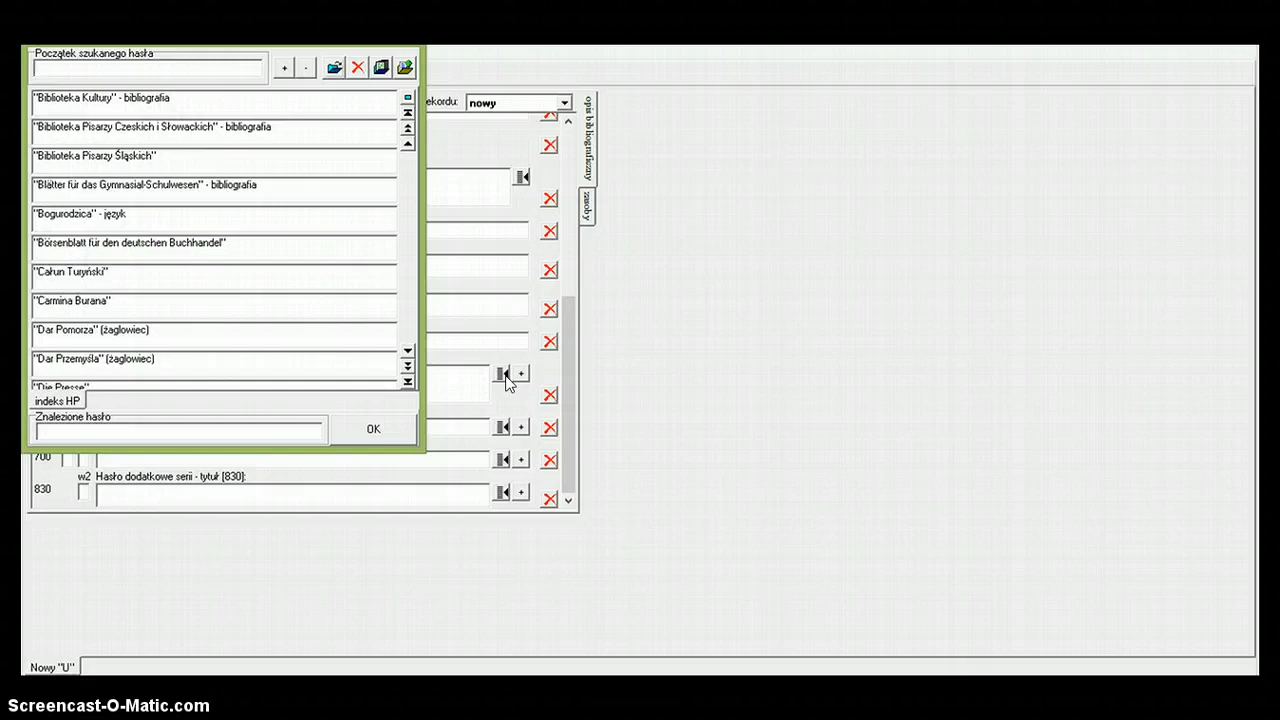 Początek szukanego hasła
+ -
"Biblioteka Kultury" - bibliografia
"Biblioteka Pisarzy Czeskich i Słowackich" - bibliografia
"Biblioteka Pisarzy Śląskich"
"Blätter für das Gymnasial-Schulwesen" - bibliografia
"Bogurodzica" - język
"Börsenblatt für den deutschen Buchhandel"
"Całun Turyński"
"Carmina Burana"
"Dar Pomorza" (żaglowiec)
"Dar Przemyśla" (żaglowiec)
"Die Presse"
indeks HP
Znalezione hasło
OK
ekordu: nowy
opis bibliograficzny
zasoby
+
+
700 +
w2 Hasło dodatkowe serii - tytuł [830]:
830 +
Nowy "U"
Screencast-O-Matic.com